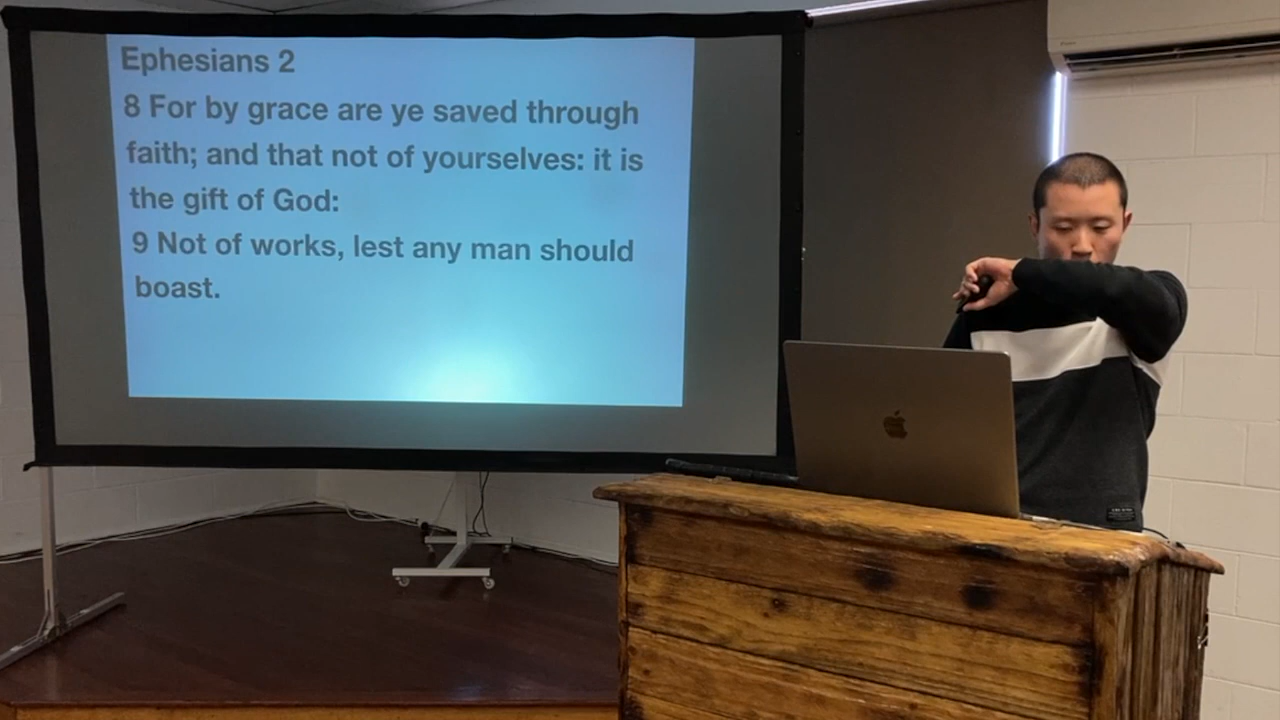 Ephesians 2
8 For by grace are ye saved through
faith; and that not of yourselves: it is
the gift of God:
9 Not of works, lest any man should
boast.